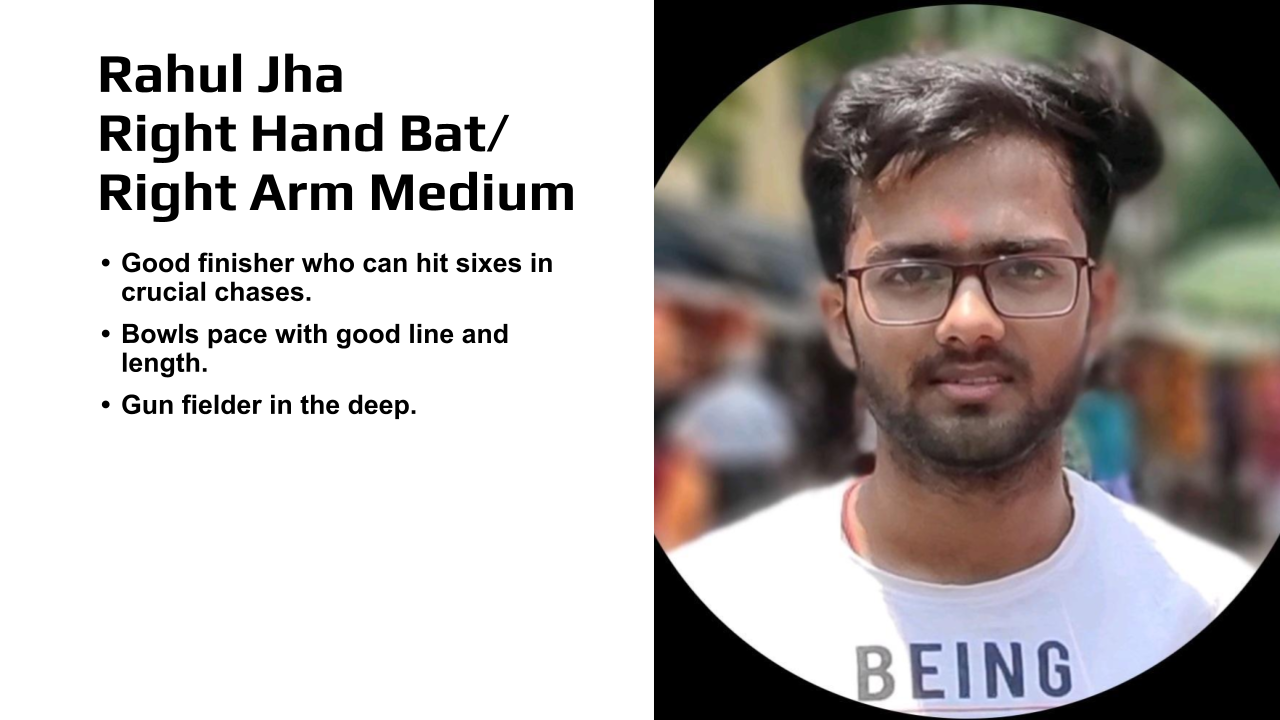 Rahul Jha
Right Hand Bat/
Right Arm Medium
• Good finisher who can hit sixes in
crucial chases.
• Bowls pace with good line and
length.
• Gun fielder in the deep.
BEING